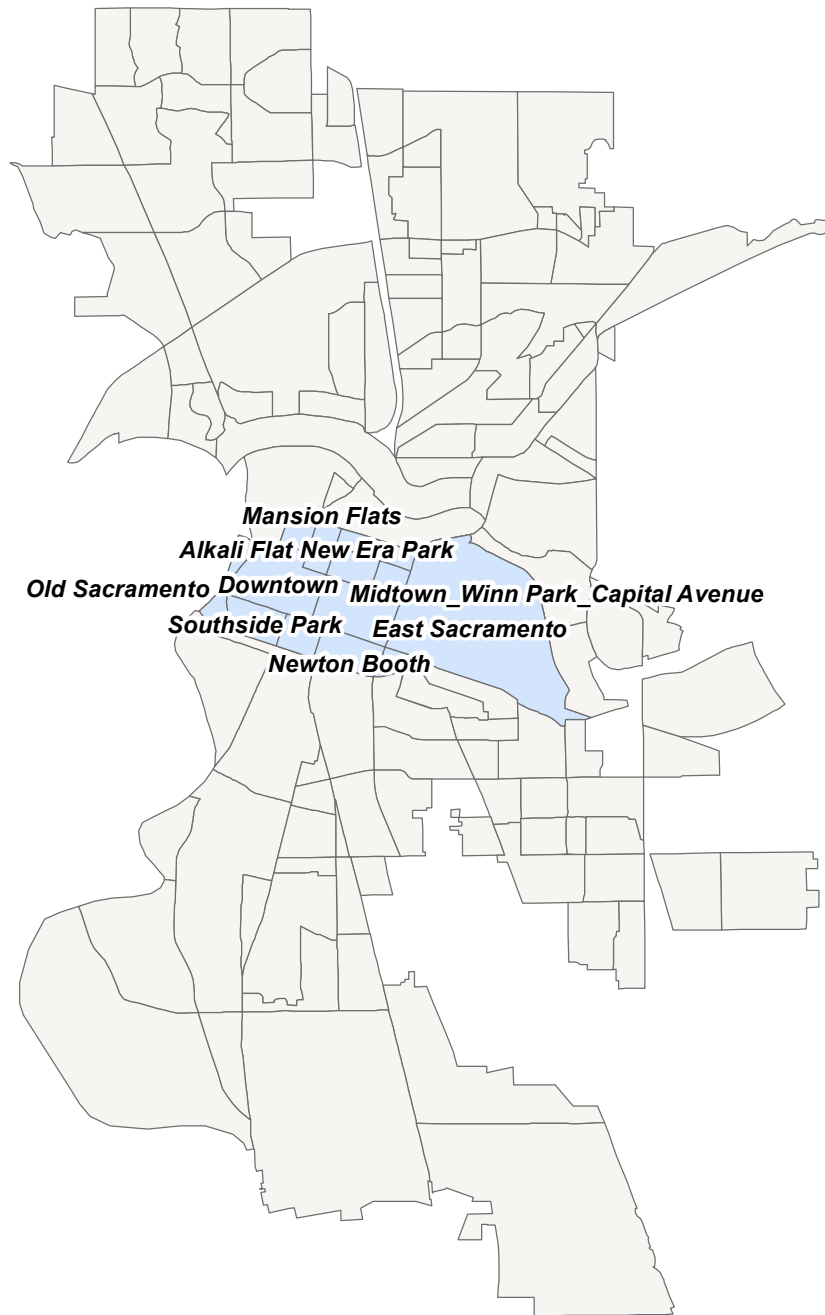 Mansion Flats
Alkali Flat
New Era Park
Old Sacramento
Downtown
Midtown_Winn Park_Capital Avenue
Southside Park
East Sacramento
Newton Booth